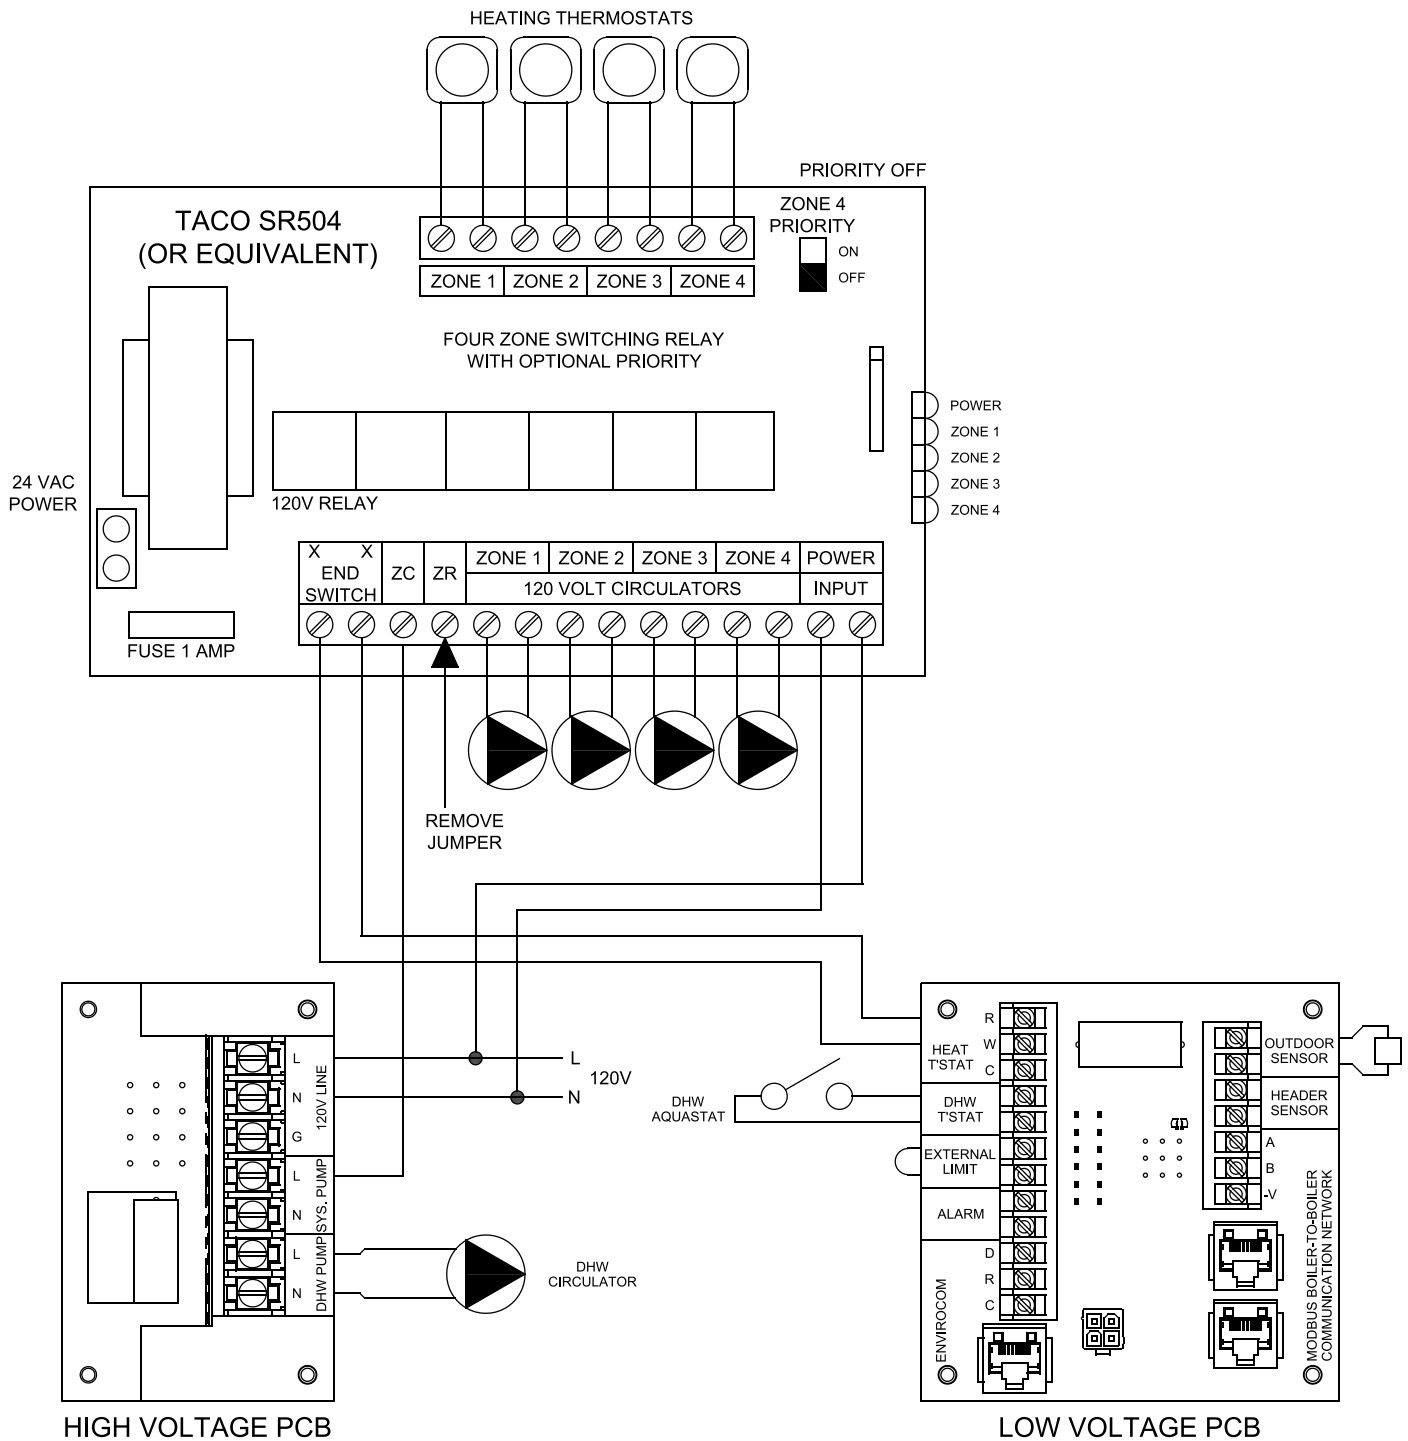 HEATING THERMOSTATS
PRIORITY OFF
TACO SR504
(OR EQUIVALENT)
ZONE 4
PRIORITY
ON
OFF
ZONE 1 ZONE 2 ZONE 3 ZONE 4
FOUR ZONE SWITCHING RELAY
WITH OPTIONAL PRIORITY
POWER
ZONE 1
ZONE 2
ZONE 3
ZONE 4
24 VAC
POWER
120V RELAY
X X
END
SWITCH
ZC
ZR
ZONE 1 ZONE 2 ZONE 3 ZONE 4
120 VOLT CIRCULATORS
POWER
INPUT
FUSE 1 AMP
REMOVE
JUMPER
L
N
G
120V LINE
L
N
SYS. PUMP
L
N
DHW PUMP
L
N
120V
DHW
CIRCULATOR
HIGH VOLTAGE PCB
DHW
AQUASTAT
R
W
C
HEAT
T'STAT
DHW
T'STAT
EXTERNAL
LIMIT
ALARM
D
R
C
ENVIROCOM
OUTDOOR
SENSOR
HEADER
SENSOR
A
B
-V
MODBUS BOILER-TO-BOILER
COMMUNICATION NETWORK
LOW VOLTAGE PCB